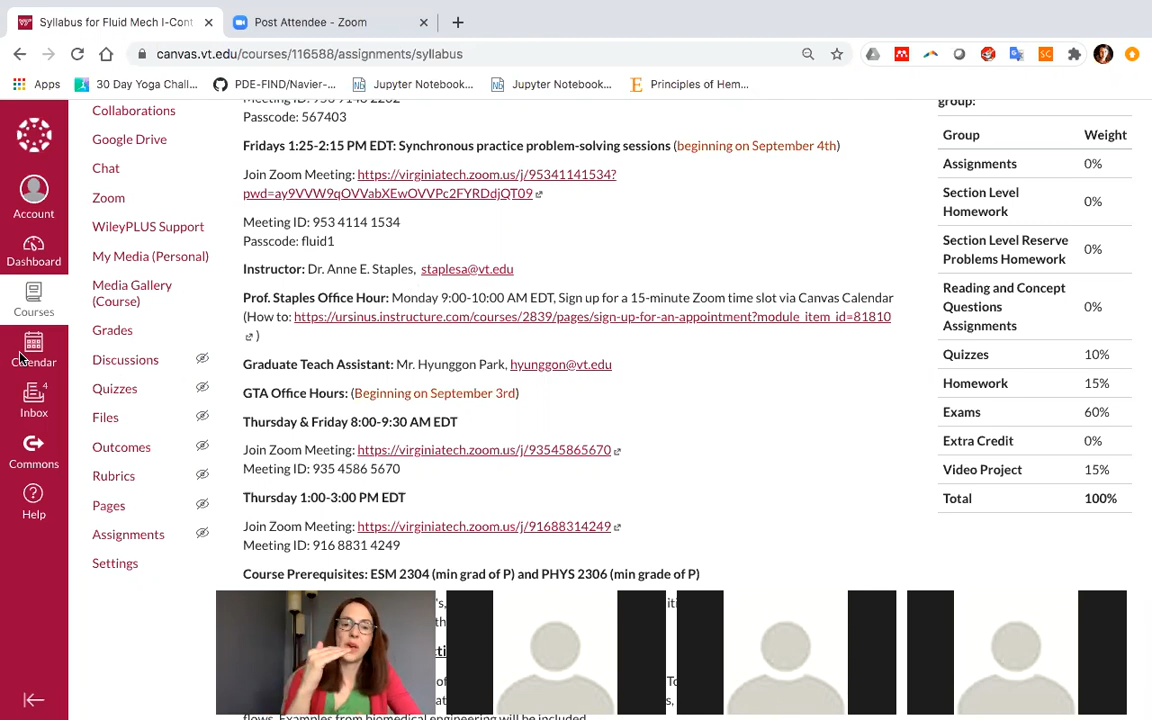 Syllabus for Fluid Mech I-Cont
Post Attendee - Zoom
canvas.vt.edu/courses/116588/assignments/syllabus
Apps
30 Day Yoga Chall...
PDE-FIND/Navier-...
Jupyter Notebook...
Jupyter Notebook...
Principles of Hem...
Account
Dashboard
Courses
Calendar
4
Inbox
Commons
Help
Collaborations
Google Drive
Chat
Zoom
WileyPLUS Support
My Media (Personal)
Media Gallery
(Course)
Grades
Discussions
Quizzes
Files
Outcomes
Rubrics
Pages
Assignments
Settings
Passcode: 567403
Fridays 1:25-2:15 PM EDT: Synchronous practice problem-solving sessions (beginning on September 4th)
Join Zoom Meeting: https://virginiatech.zoom.us/j/95341141534?
pwd=ay9VVW9qOVVabXEwOVVPc2FYRDdjQT09
Meeting ID: 953 4114 1534
Passcode: fluid1
Instructor: Dr. Anne E. Staples, staplesa@vt.edu
Prof. Staples Office Hour: Monday 9:00-10:00 AM EDT, Sign up for a 15-minute Zoom time slot via Canvas Calendar
(How to: https://ursinus.instructure.com/courses/2839/pages/sign-up-for-an-appointment?module_item_id=81810
)
Graduate Teach Assistant: Mr. Hyunggon Park, hyunggon@vt.edu
GTA Office Hours: (Beginning on September 3rd)
Thursday & Friday 8:00-9:30 AM EDT
Join Zoom Meeting: https://virginiatech.zoom.us/j/93545865670
Meeting ID: 935 4586 5670
Thursday 1:00-3:00 PM EDT
Join Zoom Meeting: https://virginiatech.zoom.us/j/91688314249
Meeting ID: 916 8831 4249
Course Prerequisites: ESM 2304 (min grad of P) and PHYS 2306 (min grade of P)
flows. Examples from biomedical engineering will be included
group:
Group Weight
Assignments 0%
Section Level
Homework 0%
Section Level Reserve
Problems Homework 0%
Reading and Concept
Questions 0%
Assignments
Quizzes 10%
Homework 15%
Exams 60%
Extra Credit 0%
Video Project 15%
Total 100%